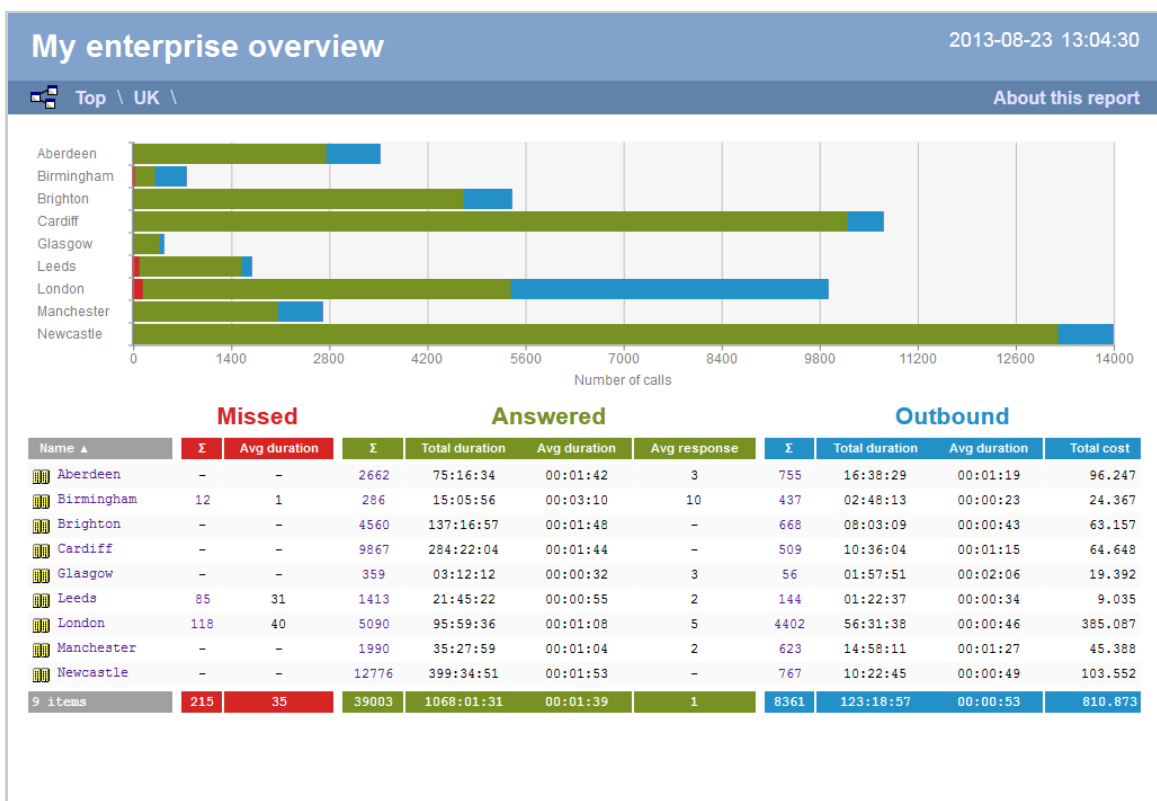 My enterprise overview 2013-08-23 13:04:30
Top \ UK \ About this report
Aberdeen
Birmingham
Brighton
Cardiff
Glasgow
Leeds
London
Manchester
Newcastle
0 1400 2800 4200 5600 7000 8400 9800 11200 12600 14000
Number of calls
Missed Answered Outbound
Name ▲ Σ Avg duration Σ Total duration Avg duration Avg response Σ Total duration Avg duration Total cost
Aberdeen – – 2662 75:16:34 00:01:42 3 755 16:38:29 00:01:19 96.247
Birmingham 12 1 286 15:05:56 00:03:10 10 437 02:48:13 00:00:23 24.367
Brighton – – 4560 137:16:57 00:01:48 – 668 08:03:09 00:00:43 63.157
Cardiff – – 9867 284:22:04 00:01:44 – 509 10:36:04 00:01:15 64.648
Glasgow – – 359 03:12:12 00:00:32 3 56 01:57:51 00:02:06 19.392
Leeds 85 31 1413 21:45:22 00:00:55 2 144 01:22:37 00:00:34 9.035
London 118 40 5090 95:59:36 00:01:08 5 4402 56:31:38 00:00:46 385.087
Manchester – – 1990 35:27:59 00:01:04 2 623 14:58:11 00:01:27 45.388
Newcastle – – 12776 399:34:51 00:01:53 – 767 10:22:45 00:00:49 103.552
9 items 215 35 39003 1068:01:31 00:01:39 1 8361 123:18:57 00:00:53 810.873